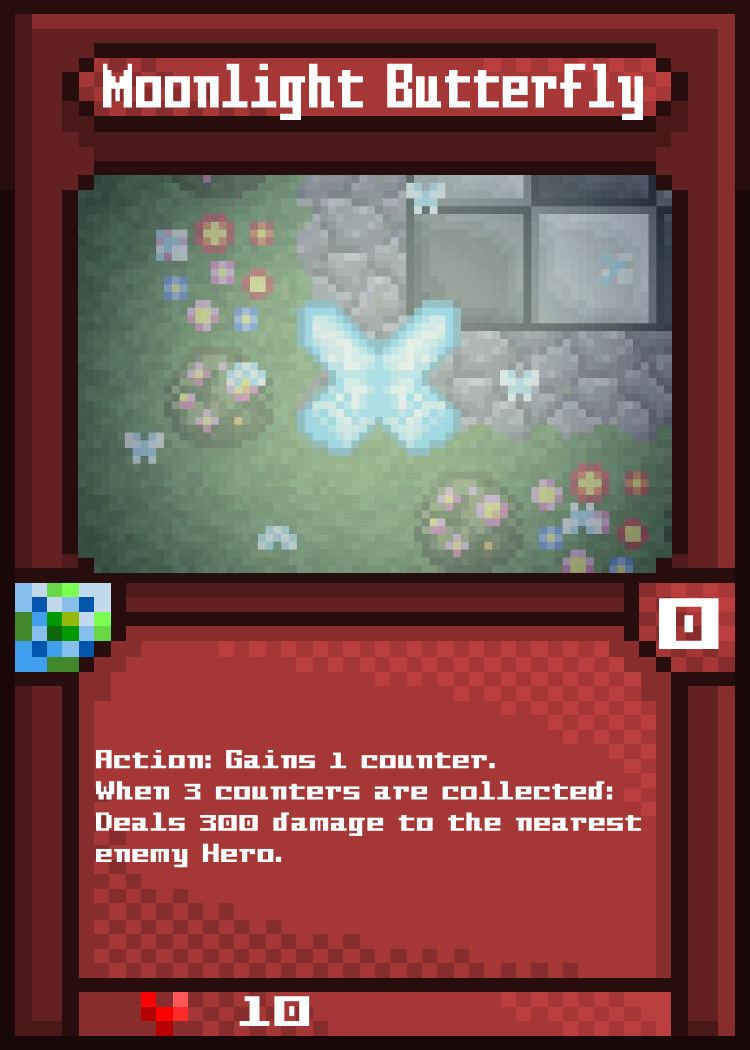 Moonlight Butterfly
0
Action: Gains 1 counter.
When 3 counters are collected:
Deals 300 damage to the nearest
enemy Hero.
10